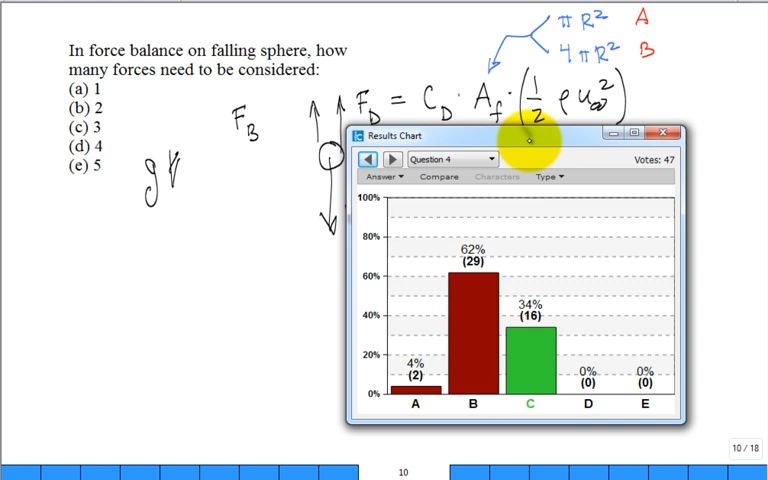 πR² A
4πR² B
In force balance on falling sphere, how
many forces need to be considered:
(a) 1
(b) 2
(c) 3
(d) 4
(e) 5
F_B F_D = C_D · A_f · (1/2 ρ u_∞²)
Results Chart
Question 4 Votes: 47
Answer Compare Characters Type
100%
80%
60%
40%
20%
0%
4%
(2)
62%
(29)
34%
(16)
0%
(0)
0%
(0)
A B C D E
10 / 18
10